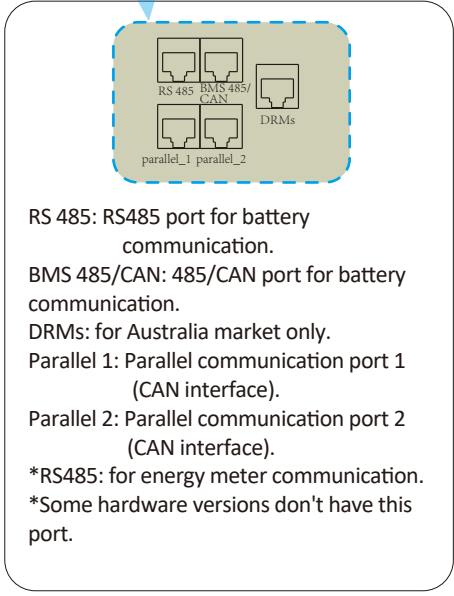 RS 485 BMS 485/
CAN
DRMs
parallel_1 parallel_2
RS 485: RS485 port for battery
communication.
BMS 485/CAN: 485/CAN port for battery
communication.
DRMs: for Australia market only.
Parallel 1: Parallel communication port 1
(CAN interface).
Parallel 2: Parallel communication port 2
(CAN interface).
*RS485: for energy meter communication.
*Some hardware versions don't have this
port.